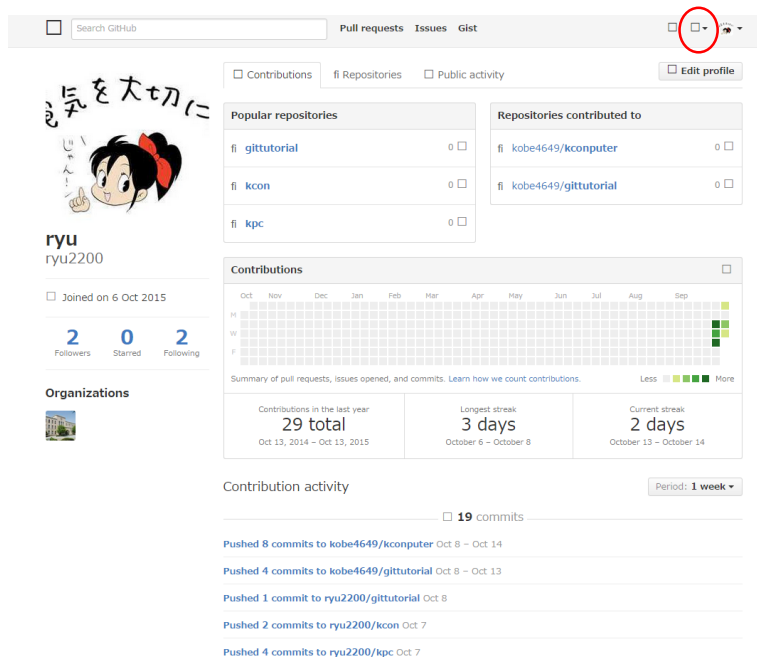 Search GitHub
Pull requests Issues Gist
気を大切に
じゃん!
ryu
ryu2200
Joined on 6 Oct 2015
2 0 2
Followers Starred Following
Organizations
Contributions fi Repositories Public activity
Edit profile
Popular repositories
fi gittutorial 0
fi kcon 0
fi kpc 0
Repositories contributed to
fi kobe4649/kconputer 0
fi kobe4649/gittutorial 0
Contributions
Oct Nov Dec Jan Feb Mar Apr May Jun Jul Aug Sep
M
W
F
Summary of pull requests, issues opened, and commits. Learn how we count contributions. Less More
Contributions in the last year
29 total
Oct 13, 2014 – Oct 13, 2015
Longest streak
3 days
October 6 – October 8
Current streak
2 days
October 13 – October 14
Contribution activity
Period: 1 week
19 commits
Pushed 8 commits to kobe4649/kconputer Oct 8 – Oct 14
Pushed 4 commits to kobe4649/gittutorial Oct 8 – Oct 13
Pushed 1 commit to ryu2200/gittutorial Oct 8
Pushed 2 commits to ryu2200/kcon Oct 7
Pushed 4 commits to ryu2200/kpc Oct 7